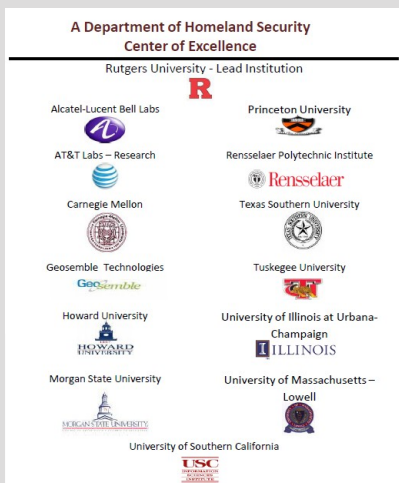 A Department of Homeland Security
Center of Excellence
Rutgers University - Lead Institution
R
Alcatel-Lucent Bell Labs
Princeton University
AT&T Labs – Research
Rensselaer Polytechnic Institute
Rensselaer
Carnegie Mellon
Texas Southern University
Geosemble Technologies
Tuskegee University
Geosemble
Howard University
University of Illinois at Urbana-
Champaign
HOWARD
UNIVERSITY
I ILLINOIS
Morgan State University
University of Massachusetts –
Lowell
MORGAN STATE UNIVERSITY
University of Southern California
USC
INFORMATION
SCIENCES
INSTITUTE